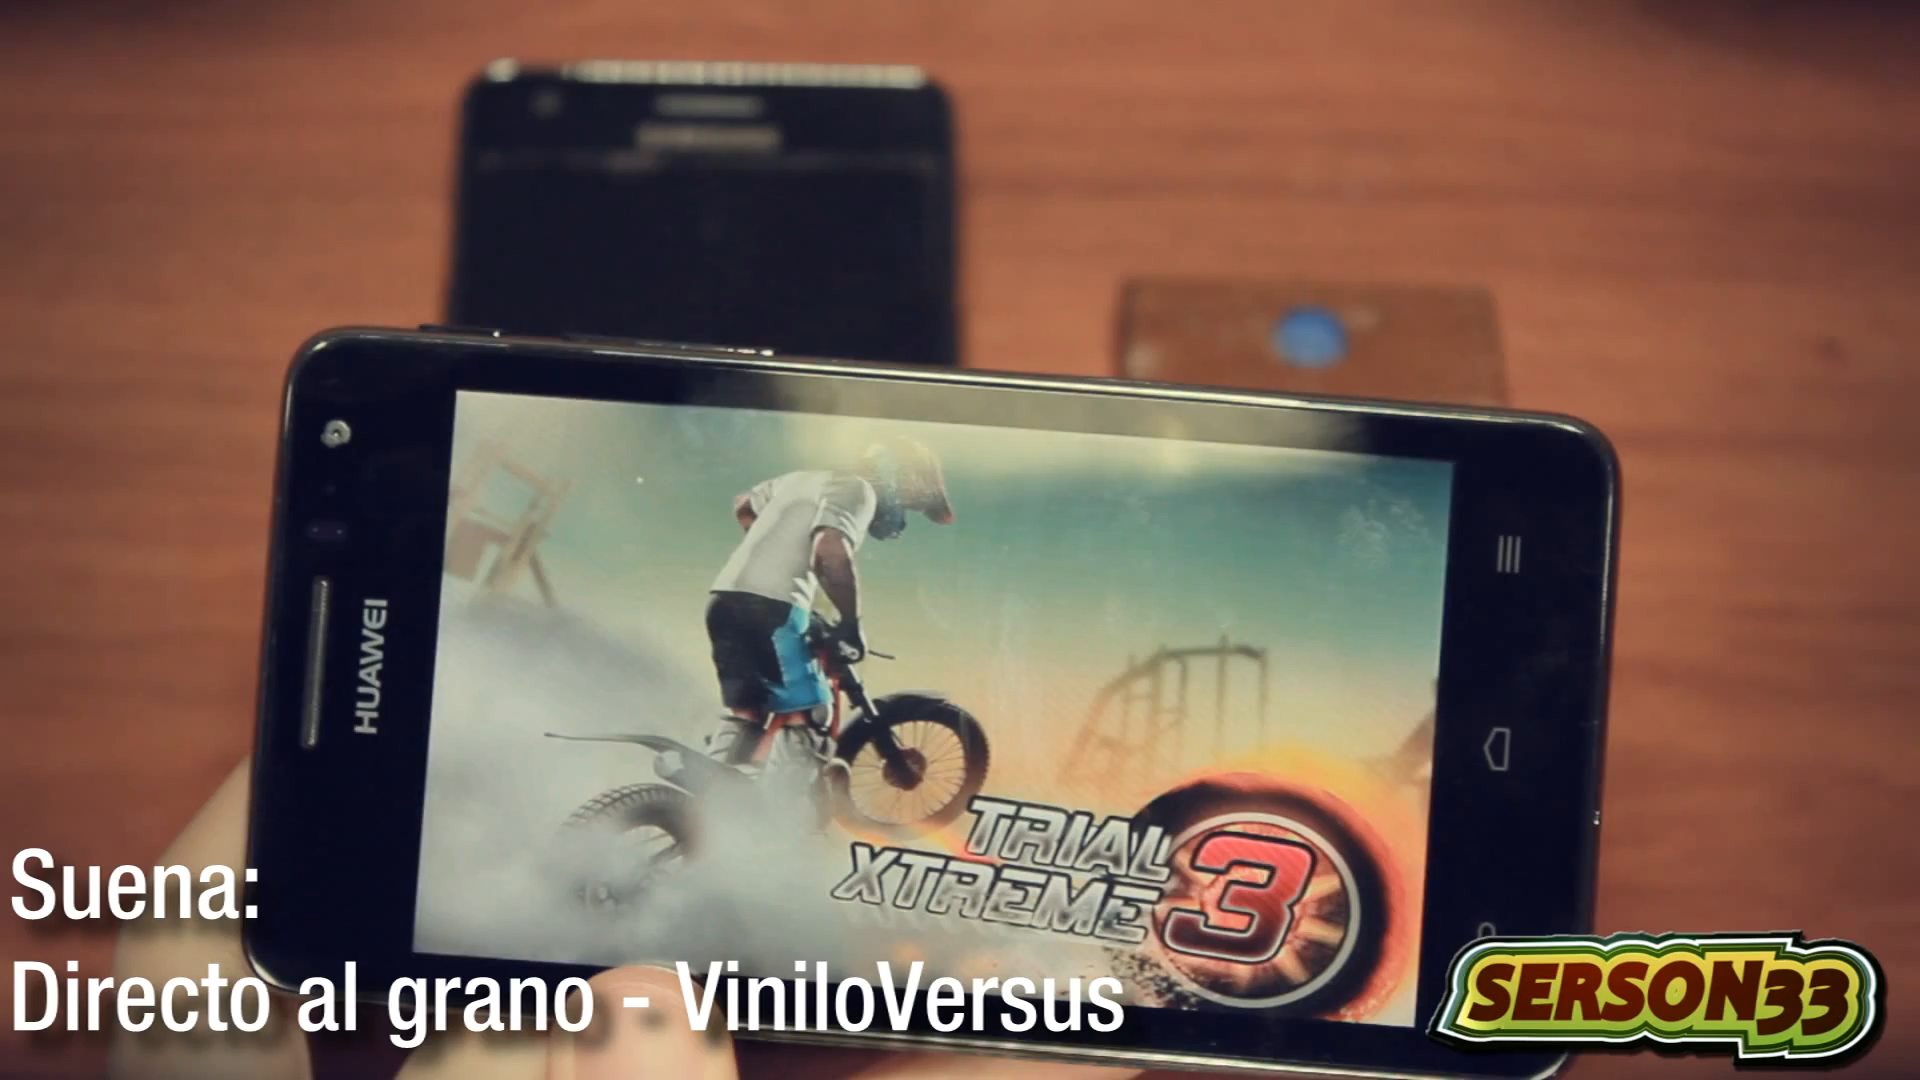 HUAWEI
TRIAL
XTREME 3
Suena:
Directo al grano - ViniloVersus
SERSON33